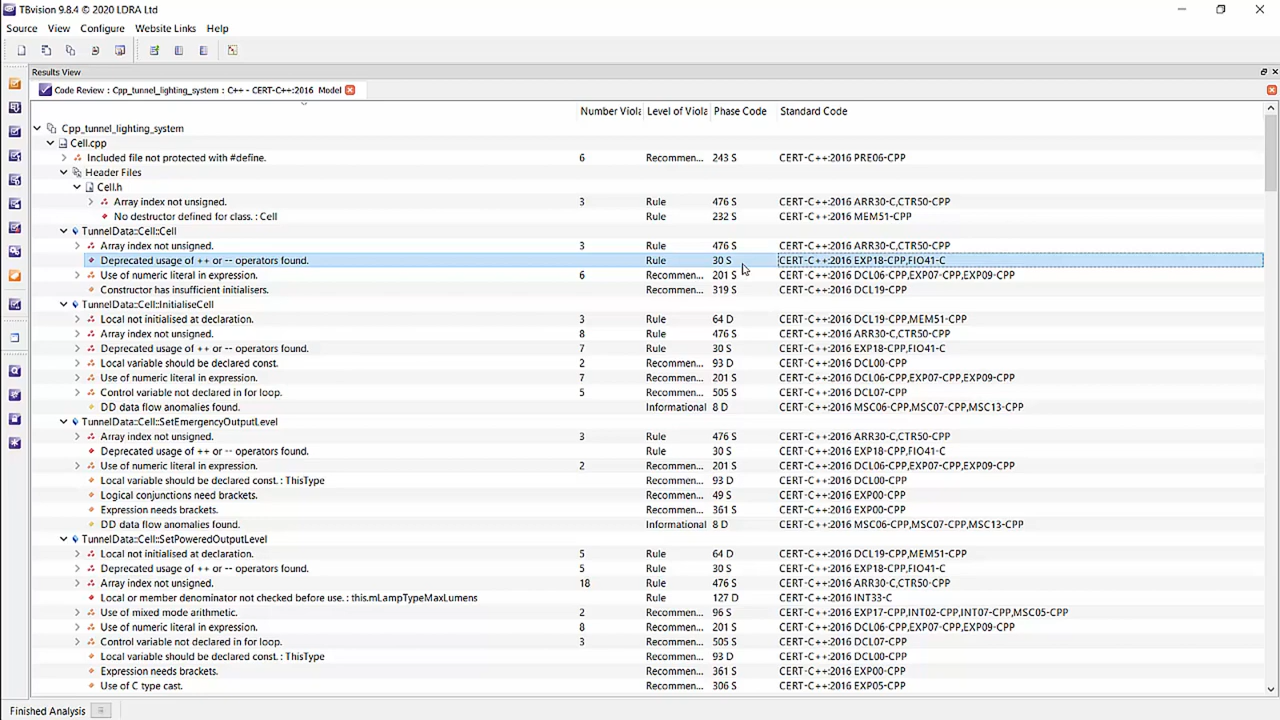 TBvision 9.8.4 © 2020 LDRA Ltd
Source View Configure Website Links Help
Results View
Code Review : Cpp_tunnel_lighting_system : C++ - CERT-C++:2016 Model
Number Viola Level of Viola Phase Code Standard Code
Cpp_tunnel_lighting_system
Cell.cpp
Included file not protected with #define. 6 Recommen... 243 S CERT-C++:2016 PRE06-CPP
Header Files
Cell.h
Array index not unsigned. 3 Rule 476 S CERT-C++:2016 ARR30-C,CTR50-CPP
No destructor defined for class. : Cell Rule 232 S CERT-C++:2016 MEM51-CPP
TunnelData::Cell::Cell
Array index not unsigned. 3 Rule 476 S CERT-C++:2016 ARR30-C,CTR50-CPP
Deprecated usage of ++ or -- operators found. Rule 30 S CERT-C++:2016 EXP18-CPP,FIO41-C
Use of numeric literal in expression. 6 Recommen... 201 S CERT-C++:2016 DCL06-CPP,EXP07-CPP,EXP09-CPP
Constructor has insufficient initialisers. Recommen... 319 S CERT-C++:2016 DCL19-CPP
TunnelData::Cell::InitialiseCell
Local not initialised at declaration. 3 Rule 64 D CERT-C++:2016 DCL19-CPP,MEM51-CPP
Array index not unsigned. 8 Rule 476 S CERT-C++:2016 ARR30-C,CTR50-CPP
Deprecated usage of ++ or -- operators found. 7 Rule 30 S CERT-C++:2016 EXP18-CPP,FIO41-C
Local variable should be declared const. 2 Recommen... 93 D CERT-C++:2016 DCL00-CPP
Use of numeric literal in expression. 7 Recommen... 201 S CERT-C++:2016 DCL06-CPP,EXP07-CPP,EXP09-CPP
Control variable not declared in for loop. 5 Recommen... 505 S CERT-C++:2016 DCL07-CPP
DD data flow anomalies found. Informational 8 D CERT-C++:2016 MSC06-CPP,MSC07-CPP,MSC13-CPP
TunnelData::Cell::SetEmergencyOutputLevel
Array index not unsigned. 3 Rule 476 S CERT-C++:2016 ARR30-C,CTR50-CPP
Deprecated usage of ++ or -- operators found. Rule 30 S CERT-C++:2016 EXP18-CPP,FIO41-C
Use of numeric literal in expression. 2 Recommen... 201 S CERT-C++:2016 DCL06-CPP,EXP07-CPP,EXP09-CPP
Local variable should be declared const. : ThisType Recommen... 93 D CERT-C++:2016 DCL00-CPP
Logical conjunctions need brackets. Recommen... 49 S CERT-C++:2016 EXP00-CPP
Expression needs brackets. Recommen... 361 S CERT-C++:2016 EXP00-CPP
DD data flow anomalies found. Informational 8 D CERT-C++:2016 MSC06-CPP,MSC07-CPP,MSC13-CPP
TunnelData::Cell::SetPoweredOutputLevel
Local not initialised at declaration. 5 Rule 64 D CERT-C++:2016 DCL19-CPP,MEM51-CPP
Deprecated usage of ++ or -- operators found. 5 Rule 30 S CERT-C++:2016 EXP18-CPP,FIO41-C
Array index not unsigned. 18 Rule 476 S CERT-C++:2016 ARR30-C,CTR50-CPP
Local or member denominator not checked before use. : this.mLampTypeMaxLumens Rule 127 D CERT-C++:2016 INT33-C
Use of mixed mode arithmetic. 2 Recommen... 96 S CERT-C++:2016 EXP17-CPP,INT02-CPP,INT07-CPP,MSC05-CPP
Use of numeric literal in expression. 8 Recommen... 201 S CERT-C++:2016 DCL06-CPP,EXP07-CPP,EXP09-CPP
Control variable not declared in for loop. 3 Recommen... 505 S CERT-C++:2016 DCL07-CPP
Local variable should be declared const. : ThisType Recommen... 93 D CERT-C++:2016 DCL00-CPP
Expression needs brackets. Recommen... 361 S CERT-C++:2016 EXP00-CPP
Use of C type cast. Recommen... 306 S CERT-C++:2016 EXP05-CPP
Finished Analysis